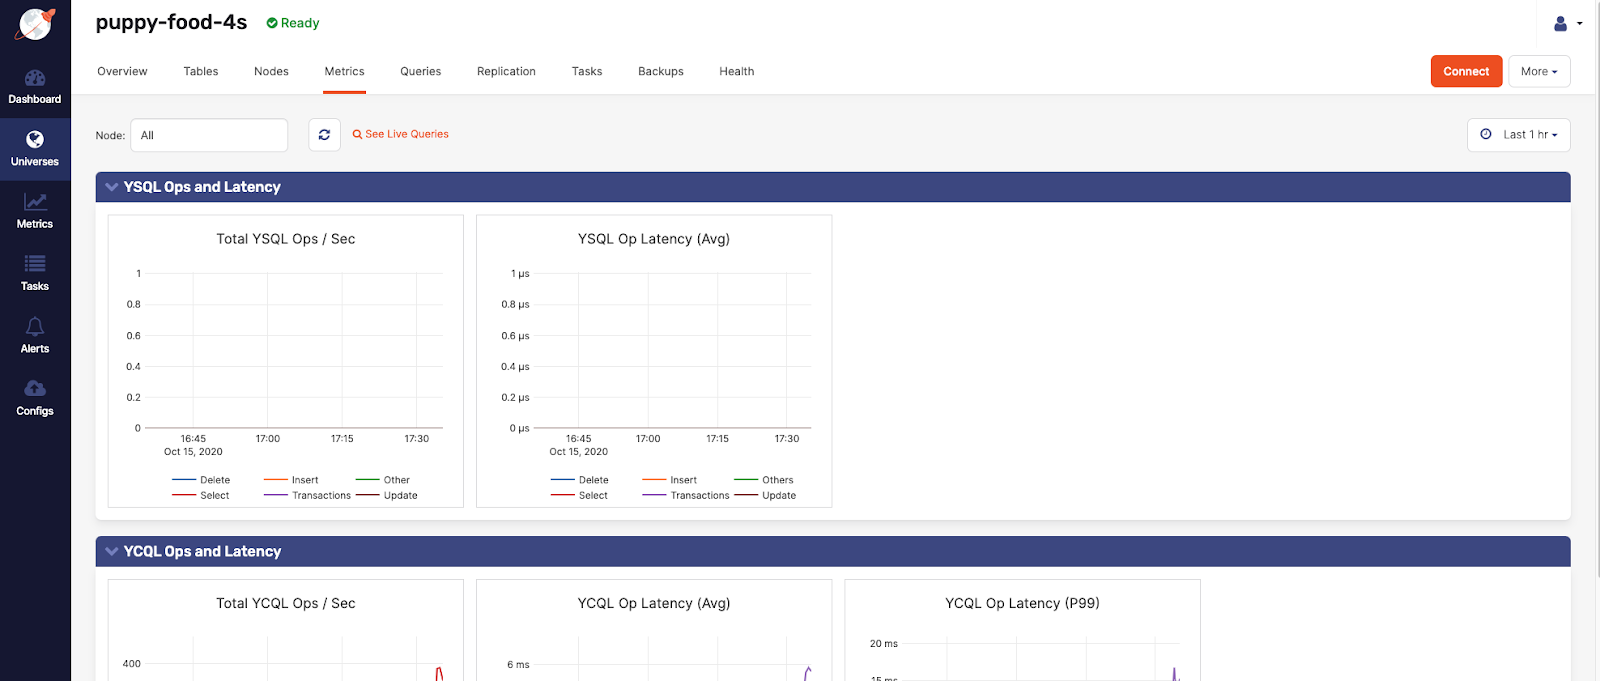 puppy-food-4s Ready
Overview Tables Nodes Metrics Queries Replication Tasks Backups Health
Connect More
Dashboard
Universes
Metrics
Tasks
Alerts
Configs
Node: All See Live Queries Last 1 hr
YSQL Ops and Latency
Total YSQL Ops / Sec
1
0.8
0.6
0.4
0.2
0
16:45 17:00 17:15 17:30
Oct 15, 2020
Delete Insert Other
Select Transactions Update
YSQL Op Latency (Avg)
1 µs
0.8 µs
0.6 µs
0.4 µs
0.2 µs
0 µs
16:45 17:00 17:15 17:30
Oct 15, 2020
Delete Insert Others
Select Transactions Update
YCQL Ops and Latency
Total YCQL Ops / Sec
400
YCQL Op Latency (Avg)
6 ms
YCQL Op Latency (P99)
20 ms
15 ms